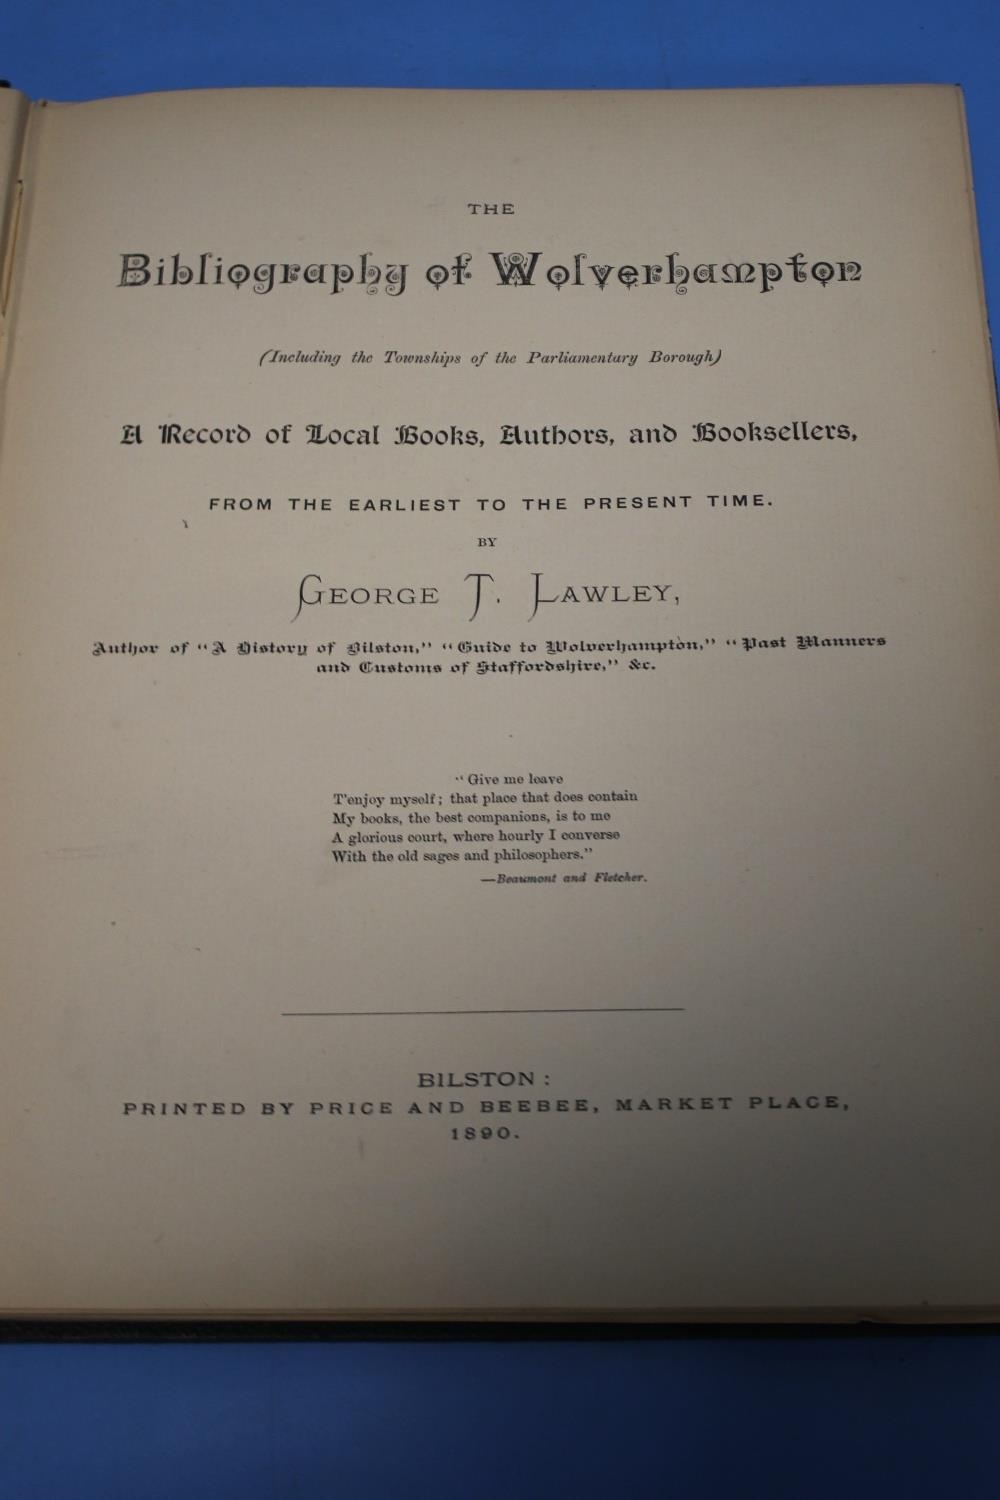 THE
Bibliography of Wolverhampton
(Including the Townships of the Parliamentary Borough)
A Record of Local Books, Authors, and Booksellers,
FROM THE EARLIEST TO THE PRESENT TIME.
BY
GEORGE T. LAWLEY,
Author of "A History of Bilston," "Guide to Wolverhampton," "Past Manners
and Customs of Staffordshire," &c.
"Give me leave
T'enjoy myself; that place that does contain
My books, the best companions, is to me
A glorious court, where hourly I converse
With the old sages and philosophers."
—Beaumont and Fletcher.
BILSTON:
PRINTED BY PRICE AND BEEBEE, MARKET PLACE,
1890.